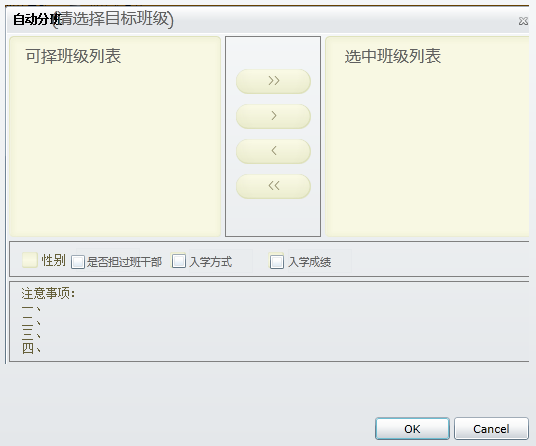 自动分班(请选择目标班级)
可择班级列表
选中班级列表
>>
>
<
<<
性别 是否担过班干部 入学方式 入学成绩
注意事项:
一、
二、
三、
四、
OK Cancel